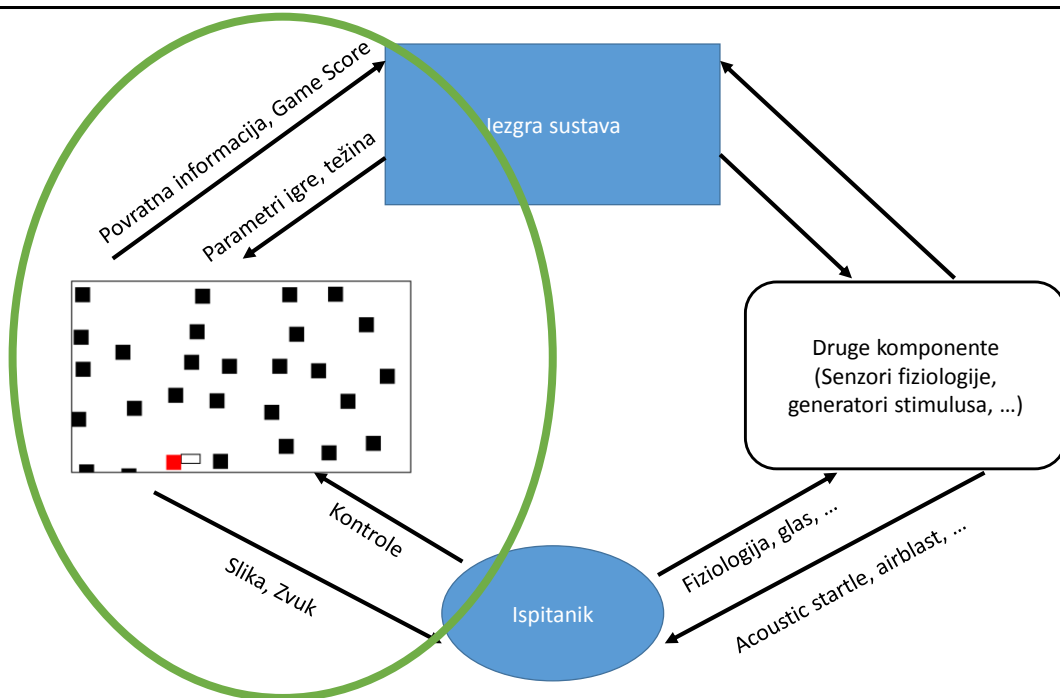 Povratna informacija, Game Score
Jezgra sustava
Parametri igre, težina
Druge komponente
(Senzori fiziologije,
generatori stimulusa, …)
Kontrole
Slika, Zvuk
Fiziologija, glas, …
Acoustic startle, airblast, …
Ispitanik